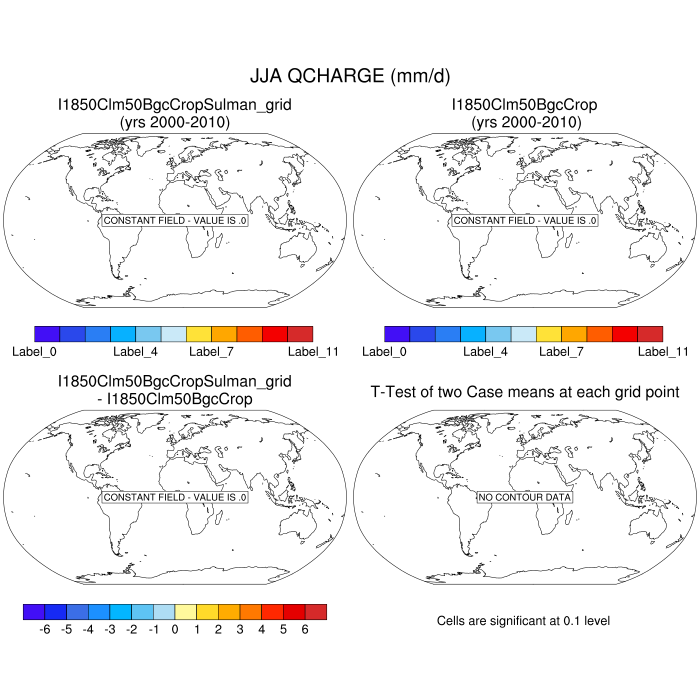 JJA QCHARGE (mm/d)
I1850Clm50BgcCropSulman_grid
(yrs 2000-2010)
I1850Clm50BgcCrop
(yrs 2000-2010)
CONSTANT FIELD - VALUE IS .0
CONSTANT FIELD - VALUE IS .0
Label_0 Label_4 Label_7 Label_11
Label_0 Label_4 Label_7 Label_11
I1850Clm50BgcCropSulman_grid
- I1850Clm50BgcCrop
T-Test of two Case means at each grid point
CONSTANT FIELD - VALUE IS .0
NO CONTOUR DATA
-6 -5 -4 -3 -2 -1 0 1 2 3 4 5 6
Cells are significant at 0.1 level